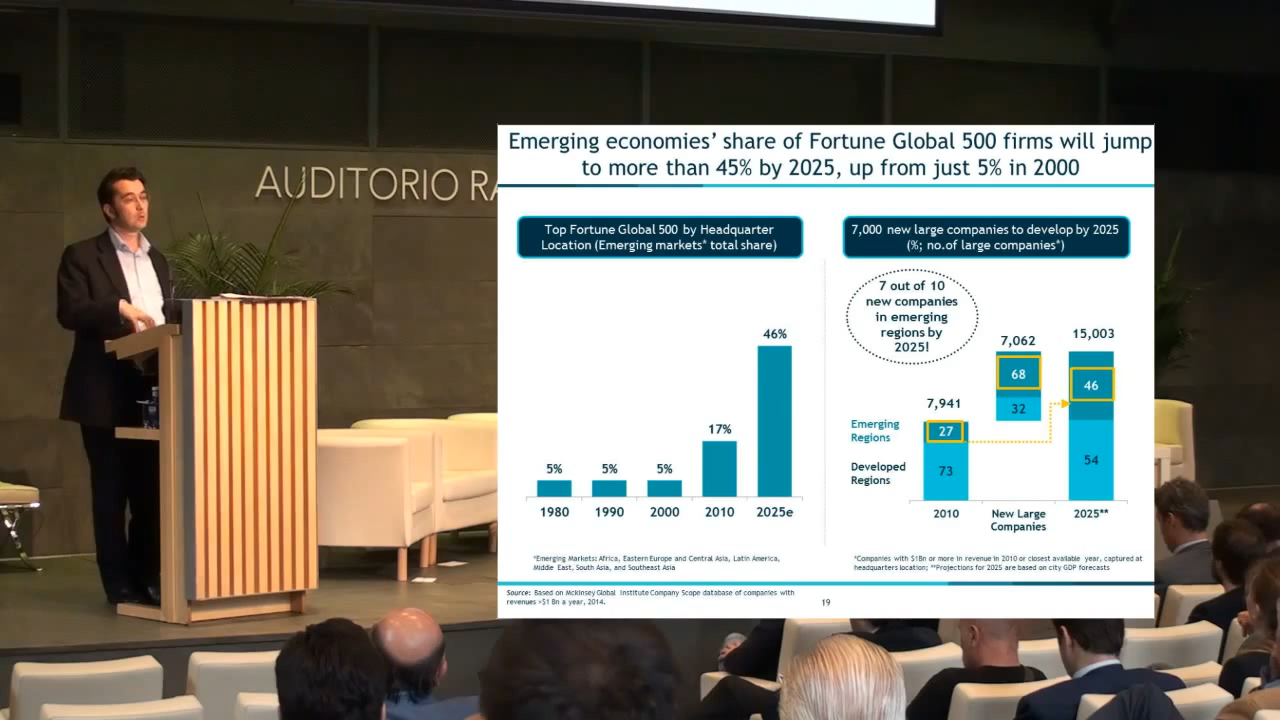 AUDITORIO RA
Emerging economies’ share of Fortune Global 500 firms will jump
to more than 45% by 2025, up from just 5% in 2000
Top Fortune Global 500 by Headquarter
Location (Emerging markets* total share)
46%
17%
5%
5%
5%
1980
1990
2000
2010
2025e
*Emerging Markets: Africa, Eastern Europe and Central Asia, Latin America,
Middle East, South Asia, and Southeast Asia
7,000 new large companies to develop by 2025
(%; no.of large companies*)
7 out of 10
new companies
in emerging
regions by
2025!
7,941
7,062
15,003
Emerging
Regions
Developed
Regions
27
73
68
32
46
54
2010
New Large
Companies
2025**
*Companies with $1Bn or more in revenue in 2010 or closest available year, captured at
headquarters location; **Projections for 2025 are based on city GDP forecasts
Source: Based on McKinsey Global Institute Company Scope database of companies with
revenues >$1 Bn a year, 2014.
19